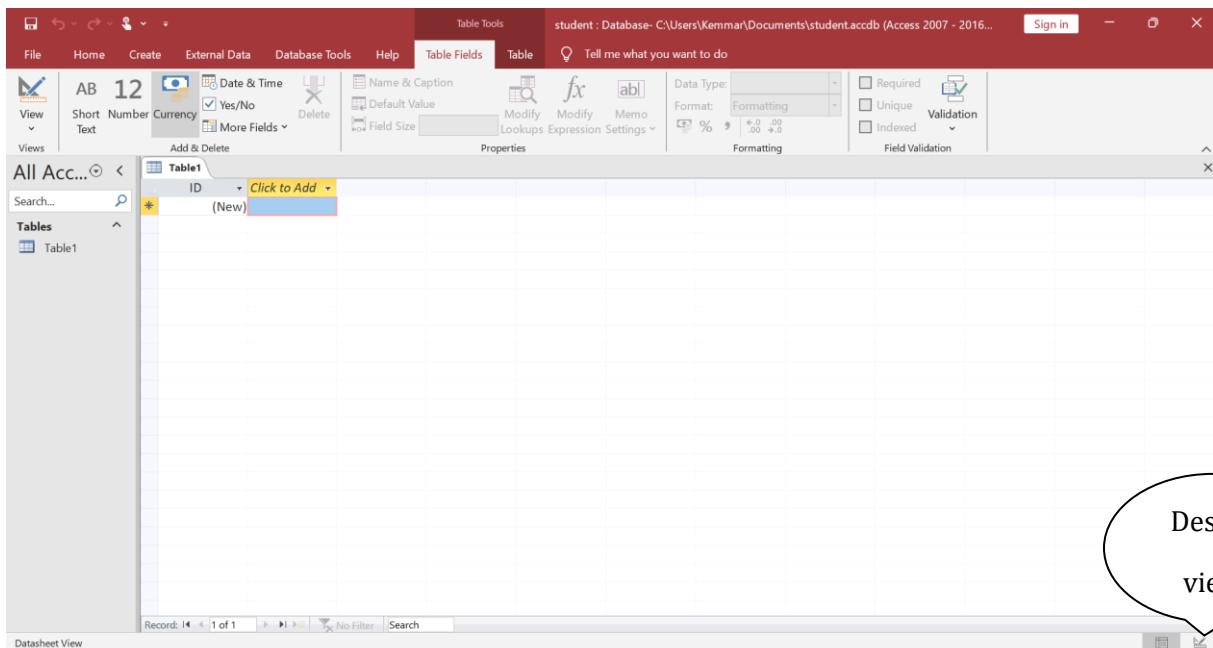 Table Tools
student : Database- C:\Users\Kemmar\Documents\student.accdb (Access 2007 - 2016...
Sign in
File Home Create External Data Database Tools Help Table Fields Table Tell me what you want to do
View
AB Short Text
12 Number
Currency
Date & Time
Yes/No
More Fields
Delete
Name & Caption
Default Value
Field Size
Modify Lookups
fx Modify Expression
ab Memo Settings
Data Type:
Format: Formatting
% , .0 .00 .00 .0
Required
Unique
Indexed
Validation
Views Add & Delete Properties Formatting Field Validation
All Acc...
Search...
Tables
Table1
Table1
ID Click to Add
(New)
Des
vie
Record: 1 of 1 No Filter Search
Datasheet View